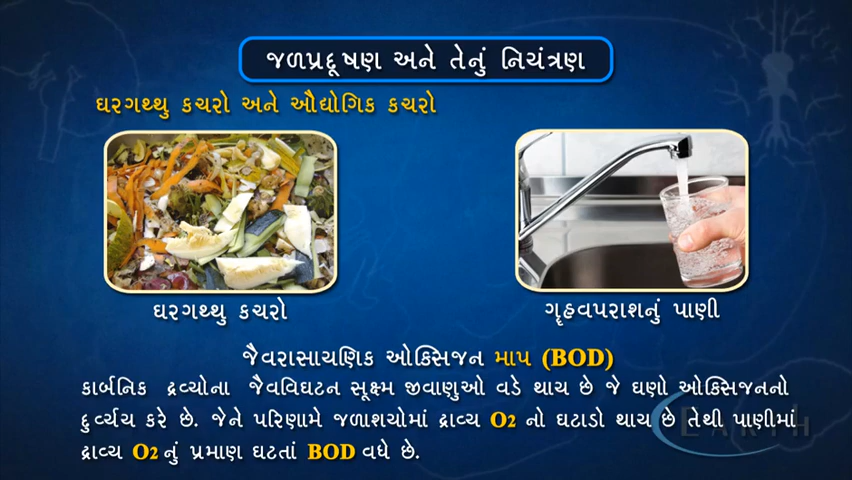 જળપ્રદૂષણ અને તેનું નિયંત્રણ
ઘરગથ્થુ કચરો અને ઔદ્યોગિક કચરો
ઘરગથ્થુ કચરો
ગૃહવપરાશનું પાણી
જૈવરાસાયણિક ઓક્સિજન માપ (BOD)
કાર્બનિક દ્રવ્યોના જૈવવિઘટન સૂક્ષ્મ જીવાણુઓ વડે થાય છે જે ઘણો ઓક્સિજનનો
દુર્વ્યય કરે છે. જેને પરિણામે જળાશયોમાં દ્રાવ્ય O2 નો ઘટાડો થાય છે તેથી પાણીમાં
દ્રાવ્ય O2 નું પ્રમાણ ઘટતાં BOD વધે છે.
EARTH